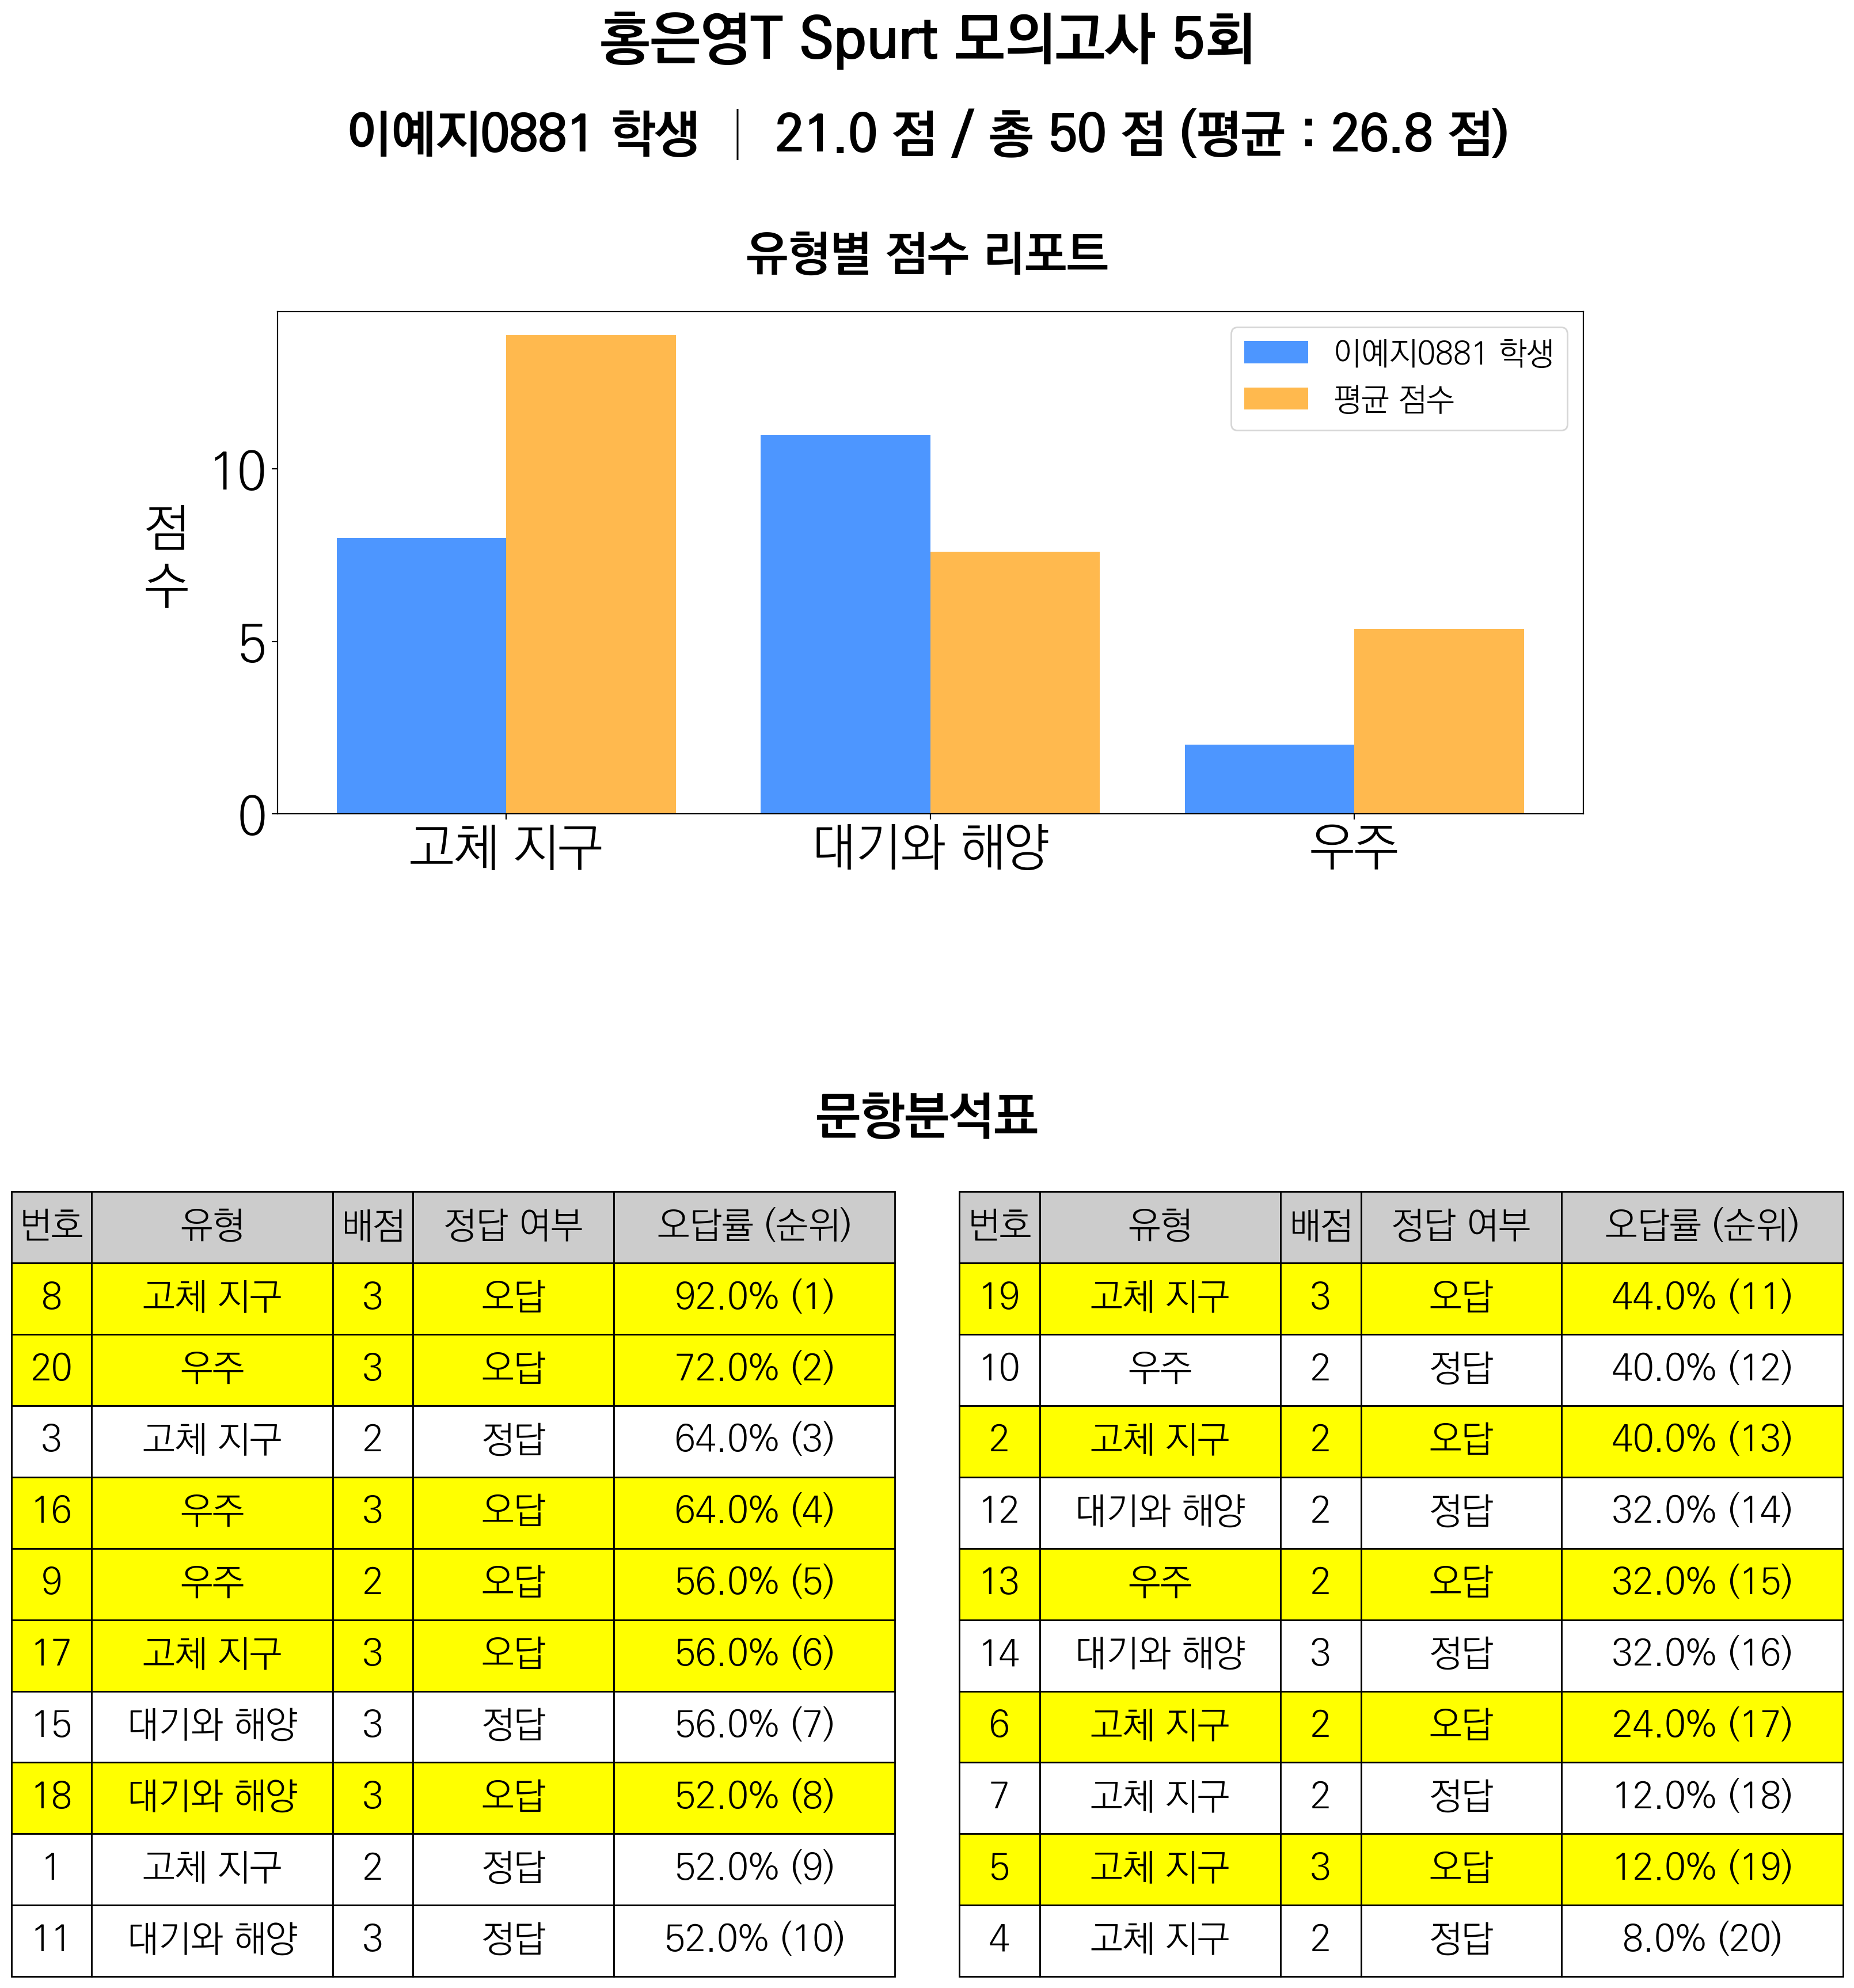 홍은영T Spurt 모의고사 5회
이예지0881 학생 | 21.0 점 / 총 50 점 (평균 : 26.8 점)
유형별 점수 리포트
이예지0881 학생
평균 점수
10
5
0
점
수
고체 지구 대기와 해양 우주
문항분석표
번호 유형 배점 정답 여부 오답률 (순위)
8 고체 지구 3 오답 92.0% (1)
20 우주 3 오답 72.0% (2)
3 고체 지구 2 정답 64.0% (3)
16 우주 3 오답 64.0% (4)
9 우주 2 오답 56.0% (5)
17 고체 지구 3 오답 56.0% (6)
15 대기와 해양 3 정답 56.0% (7)
18 대기와 해양 3 오답 52.0% (8)
1 고체 지구 2 정답 52.0% (9)
11 대기와 해양 3 정답 52.0% (10)
번호 유형 배점 정답 여부 오답률 (순위)
19 고체 지구 3 오답 44.0% (11)
10 우주 2 정답 40.0% (12)
2 고체 지구 2 오답 40.0% (13)
12 대기와 해양 2 정답 32.0% (14)
13 우주 2 오답 32.0% (15)
14 대기와 해양 3 정답 32.0% (16)
6 고체 지구 2 오답 24.0% (17)
7 고체 지구 2 정답 12.0% (18)
5 고체 지구 3 오답 12.0% (19)
4 고체 지구 2 정답 8.0% (20)